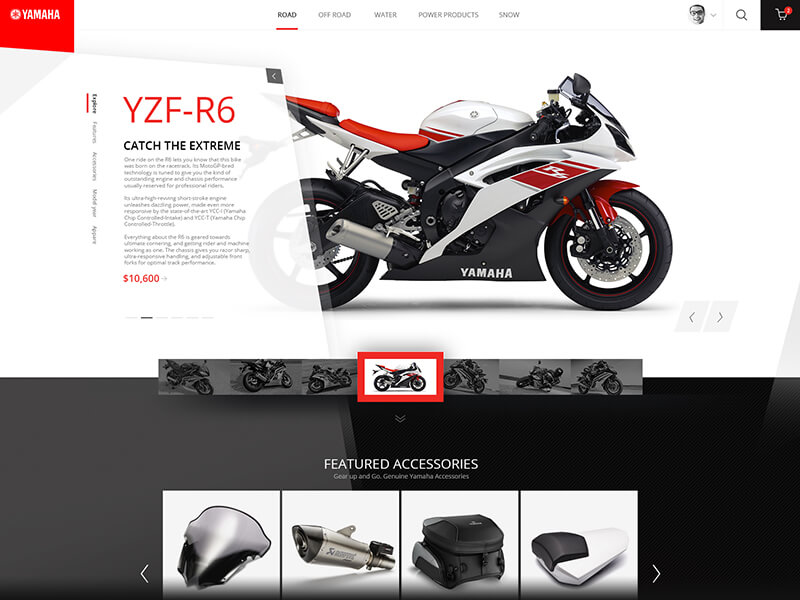 YAMAHA
ROAD
OFF ROAD
WATER
POWER PRODUCTS
SNOW
2
Explore
Features
Accessories
Model year
Apparel
YZF-R6
CATCH THE EXTREME
One ride on the R6 lets you know that this bike
was born on the racetrack. Its MotoGP-bred
technology is tuned to give you the kind of
outstanding engine and chassis performance
usually reserved for professional riders.
Its ultra-high-revving short-stroke engine
unleashes dazzling power, made even more
responsive by the state-of-the-art YCC-I (Yamaha
Chip Controlled-Intake) and YCC-T (Yamaha Chip
Controlled-Throttle).
Everything about the R6 is geared towards
ultimate cornering, and getting rider and machine
working as one. The chassis gives you razor sharp,
ultra-responsive handling, and adjustable front
forks for optimal track performance.
$10,600
R6
YAMAHA
FEATURED ACCESSORIES
Gear up and Go. Genuine Yamaha Accessories
AKRAPOVIČ